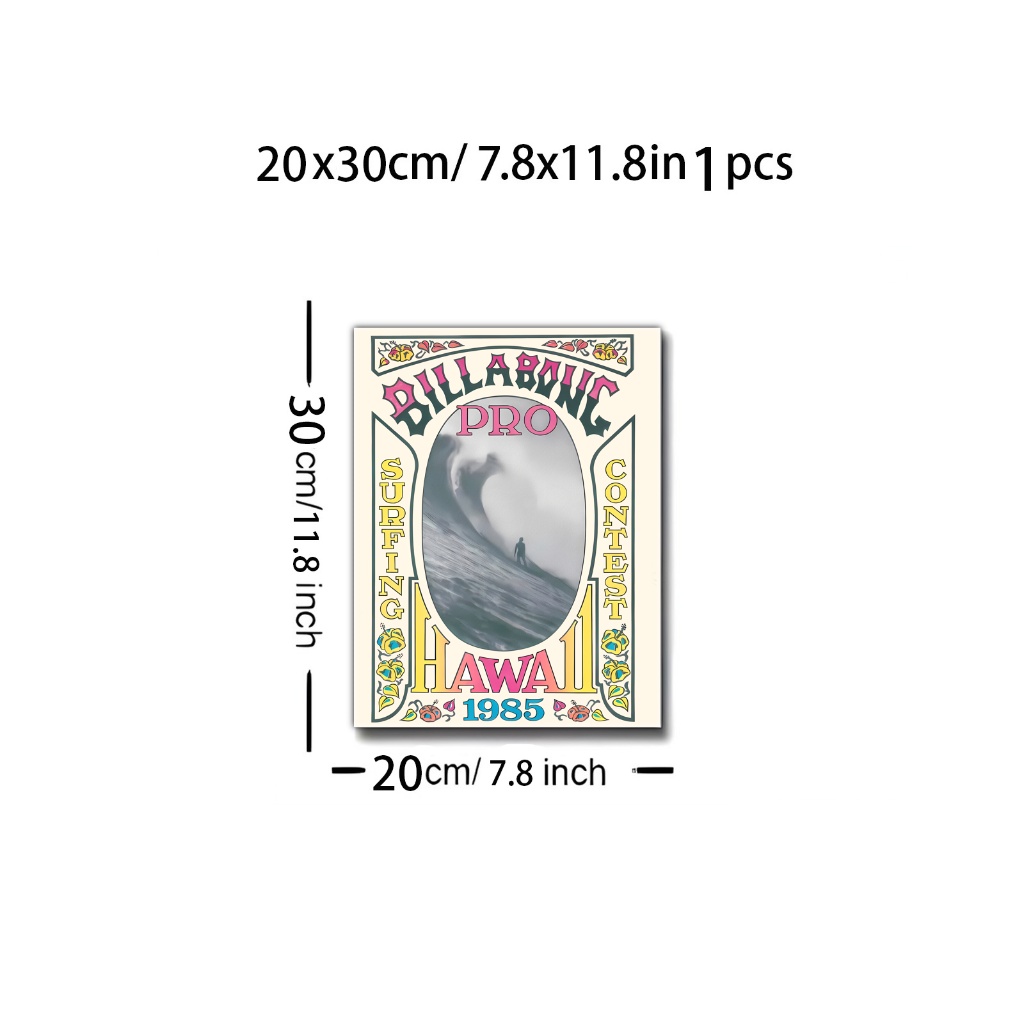 20x30cm/ 7.8x11.8in 1 pcs
30cm/11.8 inch
BILLABONG
PRO
SURFING
CONTEST
HAWAII
1985
20cm/ 7.8 inch